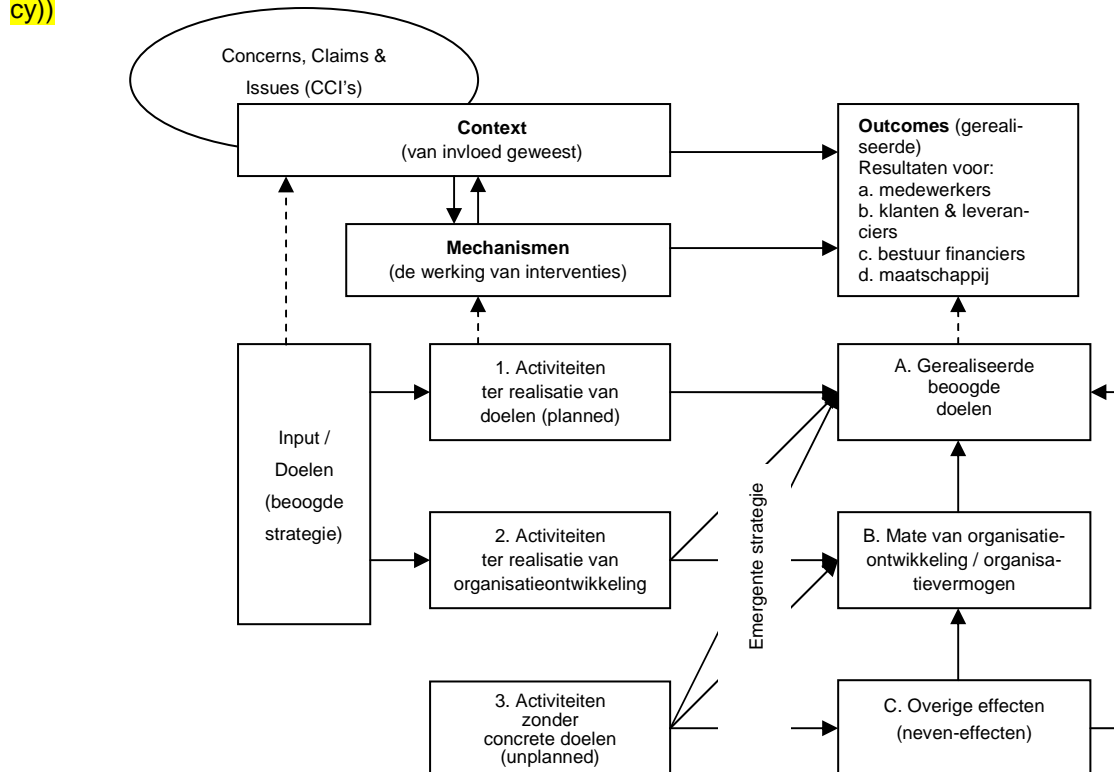 cy))
Concerns, Claims &
Issues (CCI's)
Context
(van invloed geweest)
Outcomes (gereali-
seerde)
Resultaten voor:
a. medewerkers
b. klanten & leveran-
ciers
c. bestuur financiers
d. maatschappij
Mechanismen
(de werking van interventies)
Input /
Doelen
(beoogde
strategie)
1. Activiteiten
ter realisatie van
doelen (planned)
A. Gerealiseerde
beoogde
doelen
Emergente strategie
2. Activiteiten
ter realisatie van
organisatieontwikkeling
B. Mate van organisatie-
ontwikkeling / organisa-
tievermogen
3. Activiteiten
zonder
concrete doelen
(unplanned)
C. Overige effecten
(neven-effecten)